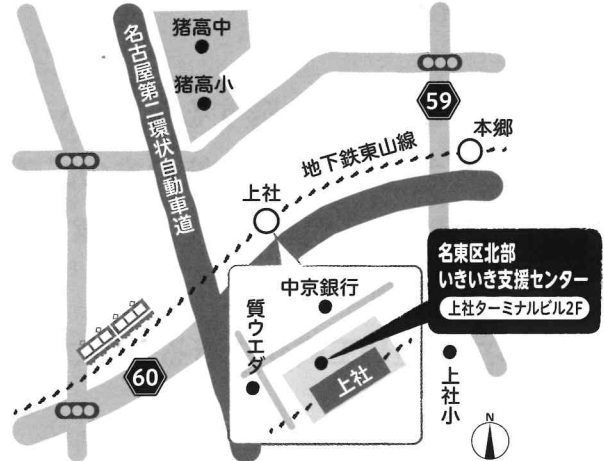 猪高中
猪高小
名古屋第二環状自動車道
59
本郷
地下鉄東山線
上社
名東区北部
いきいき支援センター
上社ターミナルビル2F
中京銀行
質ウエダ
上社
60
上社小
N